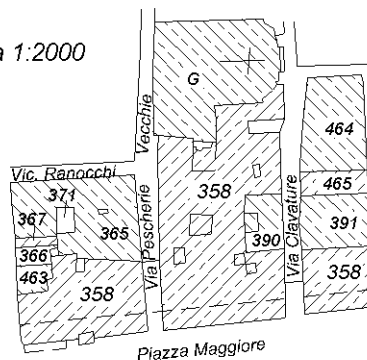 a 1:2000
G
Vecchie
464
Vic. Ranocchi
371
465
358
367
365
391
366
390
Via Pescherie
Via Clavature
463
358
358
Piazza Maggiore